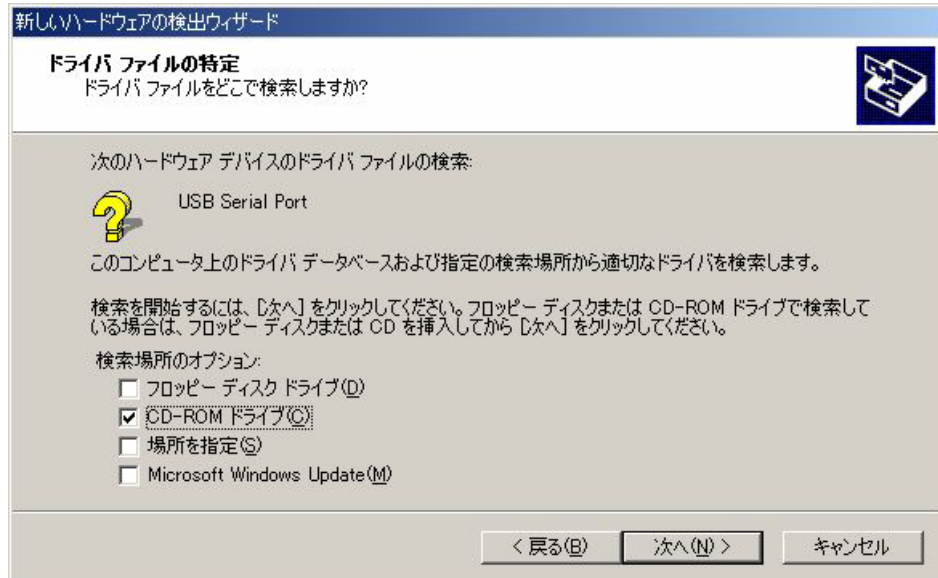 新しいハードウェアの検出ウィザード
ドライバ ファイルの特定
ドライバ ファイルをどこで検索しますか?
次のハードウェア デバイスのドライバ ファイルの検索:
USB Serial Port
このコンピュータ上のドライバ データベースおよび指定の検索場所から適切なドライバを検索します。
検索を開始するには、[次へ] をクリックしてください。フロッピー ディスクまたは CD-ROM ドライブで検索して
いる場合は、フロッピー ディスクまたは CD を挿入してから [次へ] をクリックしてください。
検索場所のオプション:
フロッピー ディスク ドライブ(D)
CD-ROM ドライブ(C)
場所を指定(S)
Microsoft Windows Update(M)
< 戻る(B) 次へ(N) > キャンセル